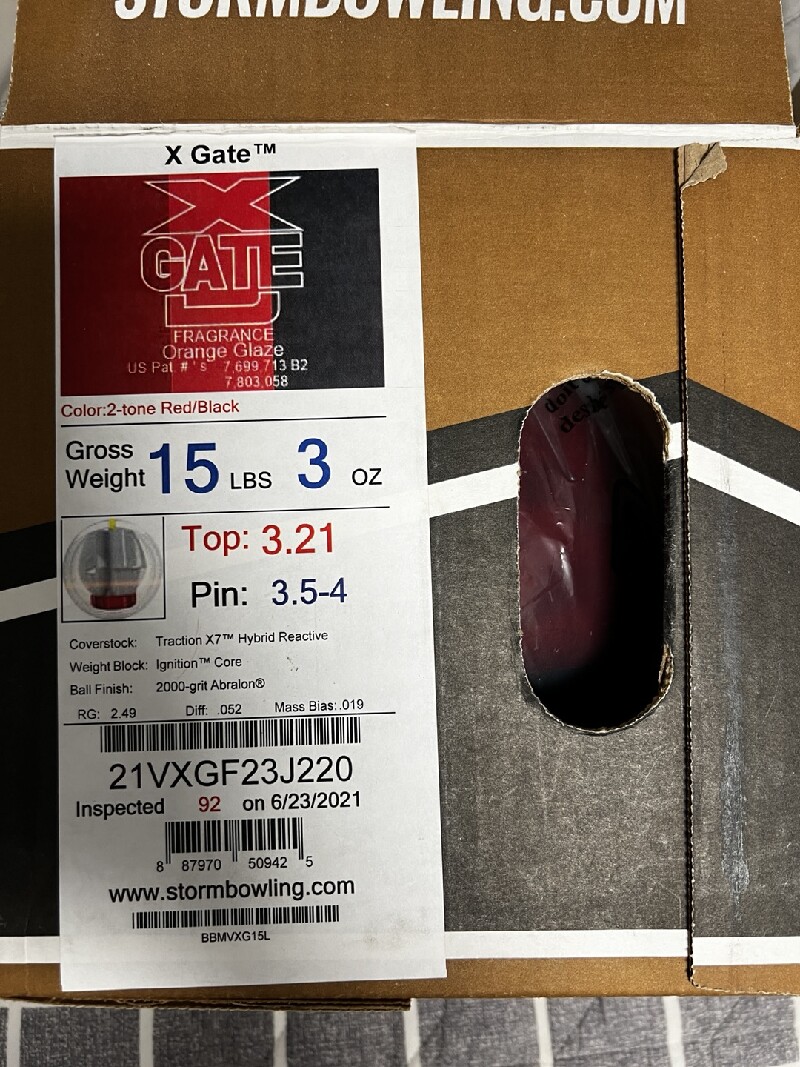 STORMBOWLING.COM
X Gate™
X
GATE
FRAGRANCE
Orange Glaze
US Pat #'s 7,699,713 B2
7,803,058
Color:2-tone Red/Black
Gross Weight 15 LBS 3 OZ
Top: 3.21
Pin: 3.5-4
Coverstock: Traction X7™ Hybrid Reactive
Weight Block: Ignition™ Core
Ball Finish: 2000-grit Abralon®
RG: 2.49 Diff: .052 Mass Bias:.019
21VXGF23J220
Inspected 92 on 6/23/2021
8 87970 50942 5
www.stormbowling.com
BBMVXG15L